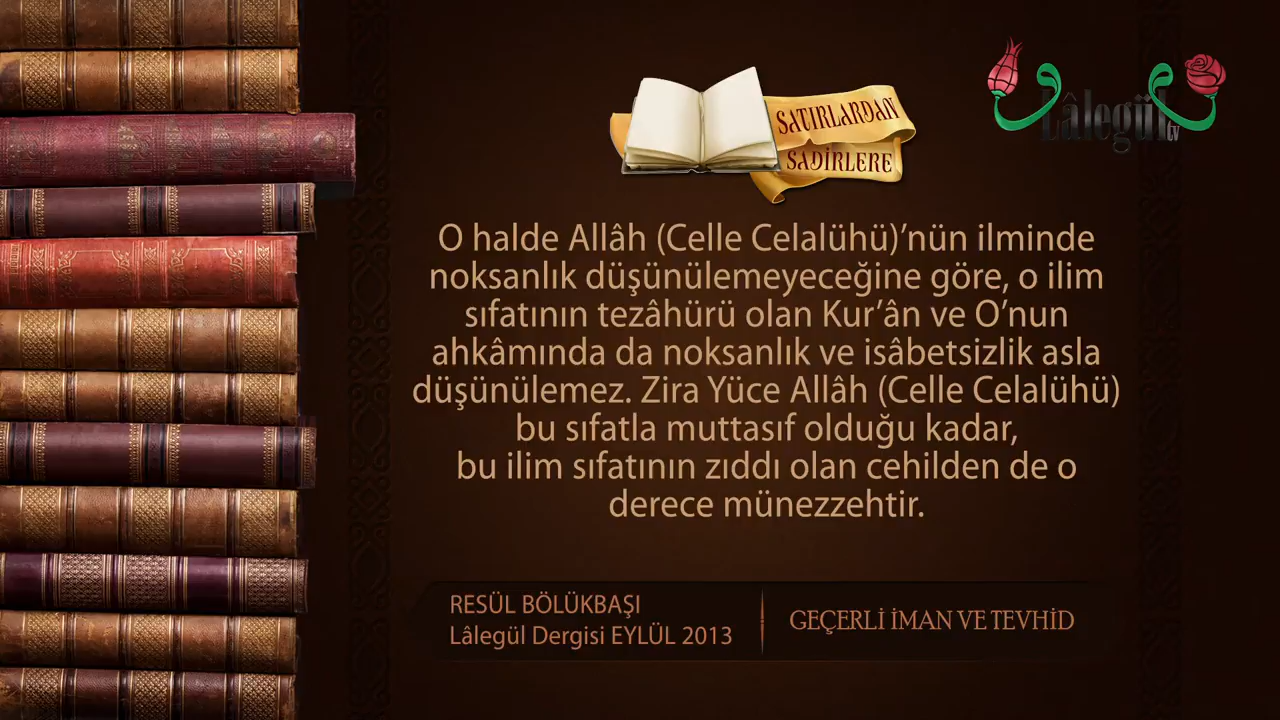 SATIRLARDAN
SADIRLERE
Lâlegül tv
O halde Allâh (Celle Celalühü)’nün ilminde
noksanlık düşünülemeyeceğine göre, o ilim
sıfatının tezâhürü olan Kur’ân ve O’nun
ahkâmında da noksanlık ve isâbetsizlik asla
düşünülemez. Zira Yüce Allâh (Celle Celalühü)
bu sıfatla muttasıf olduğu kadar,
bu ilim sıfatının zıddı olan cehilden de o
derece münezzehtir.
RESÜL BÖLÜKBAŞI
Lâlegül Dergisi EYLÜL 2013
GEÇERLİ İMAN VE TEVHİD